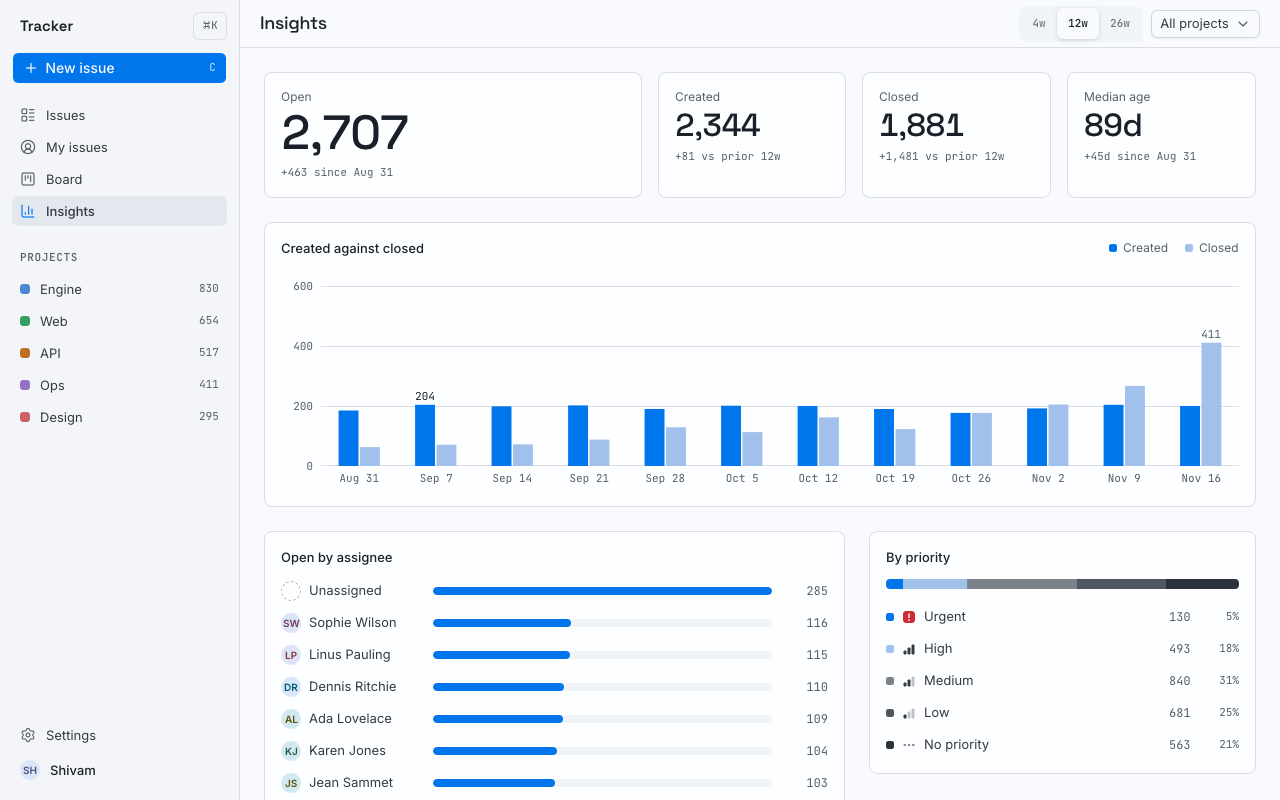 Tracker
⌘K
New issue
C
Issues
My issues
Board
Insights
PROJECTS
Engine 830
Web 654
API 517
Ops 411
Design 295
Settings
SH Shivam
Insights
4w 12w 26w
All projects
Open
2,707
+463 since Aug 31
Created
2,344
+81 vs prior 12w
Closed
1,881
+1,481 vs prior 12w
Median age
89d
+45d since Aug 31
Created against closed
Created Closed
600
400
200
0
204
411
Aug 31 Sep 7 Sep 14 Sep 21 Sep 28 Oct 5 Oct 12 Oct 19 Oct 26 Nov 2 Nov 9 Nov 16
Open by assignee
Unassigned 285
SW Sophie Wilson 116
LP Linus Pauling 115
DR Dennis Ritchie 110
AL Ada Lovelace 109
KJ Karen Jones 104
JS Jean Sammet 103
By priority
Urgent 130 5%
High 493 18%
Medium 840 31%
Low 681 25%
No priority 563 21%